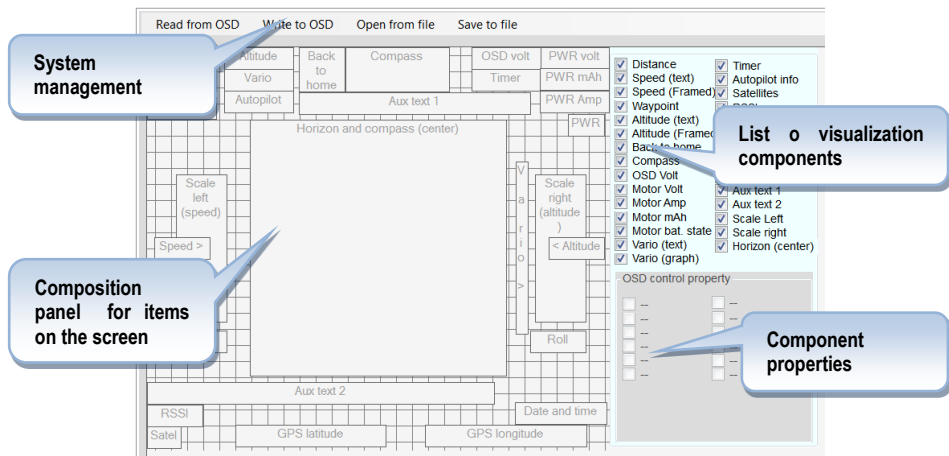 Read from OSD Write to OSD Open from file Save to file
System
management
Altitude
Back
to
home
Compass
OSD volt
PWR volt
Vario
Timer
PWR mAh
Autopilot
Aux text 1
PWR Amp
PWR
Horizon and compass (center)
Scale
left
(speed)
Speed >
V
a
r
i
o
>
Scale
right
(altitude
)
< Altitude
Roll
Composition
panel for items
on the screen
Aux text 2
RSSI
Date and time
Satel
GPS latitude
GPS longitude
Distance
Speed (text)
Speed (Framed)
Waypoint
Altitude (text)
Altitude (Framed
Back to home
Compass
OSD Volt
Motor Volt
Motor Amp
Motor mAh
Motor bat. state
Vario (text)
Vario (graph)
Timer
Autopilot info
Satellites
RSSI
Aux text 1
Aux text 2
Scale Left
Scale right
Horizon (center)
List o visualization
components
OSD control property
-- --
-- --
--
--
-- --
-- --
Component
properties